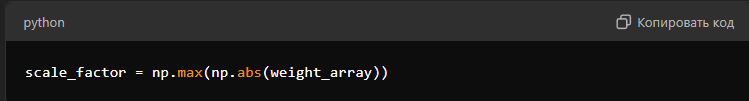 python
Копировать код
scale_factor = np.max(np.abs(weight_array))